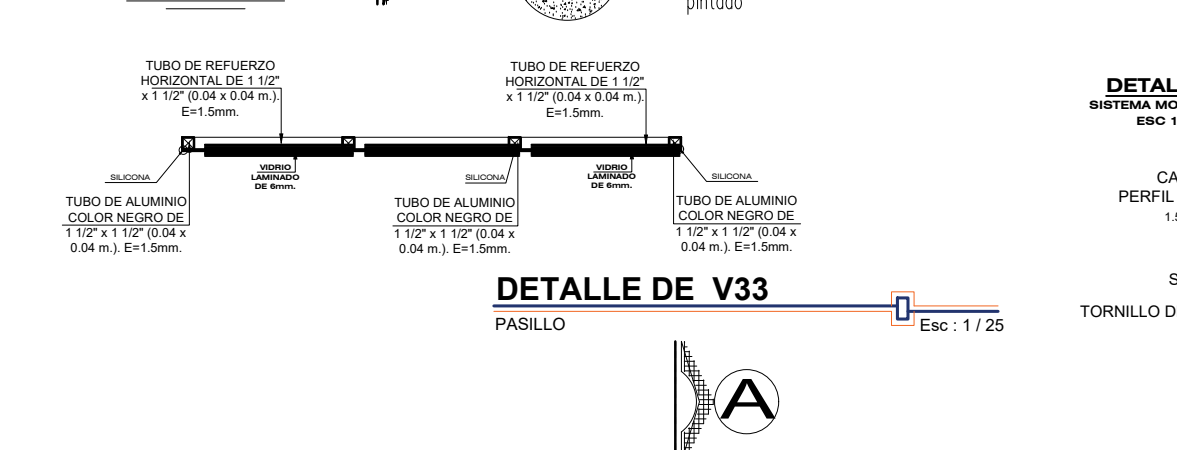 pintado
TUBO DE REFUERZO
HORIZONTAL DE 1 1/2"
x 1 1/2" (0.04 x 0.04 m.).
E=1.5mm.
TUBO DE REFUERZO
HORIZONTAL DE 1 1/2"
x 1 1/2" (0.04 x 0.04 m.).
E=1.5mm.
SILICONA
VIDRIO
LAMINADO
DE 6mm.
SILICONA
VIDRIO
LAMINADO
DE 6mm.
SILICONA
TUBO DE ALUMINIO
COLOR NEGRO DE
1 1/2" x 1 1/2" (0.04 x
0.04 m.). E=1.5mm.
TUBO DE ALUMINIO
COLOR NEGRO DE
1 1/2" x 1 1/2" (0.04 x
0.04 m.). E=1.5mm.
TUBO DE ALUMINIO
COLOR NEGRO DE
1 1/2" x 1 1/2" (0.04 x
0.04 m.). E=1.5mm.
DETALLE DE V33
PASILLO
Esc : 1 / 25
A
DETAL
SISTEMA MO
ESC 1
CA
PERFIL
1.5
S
TORNILLO D